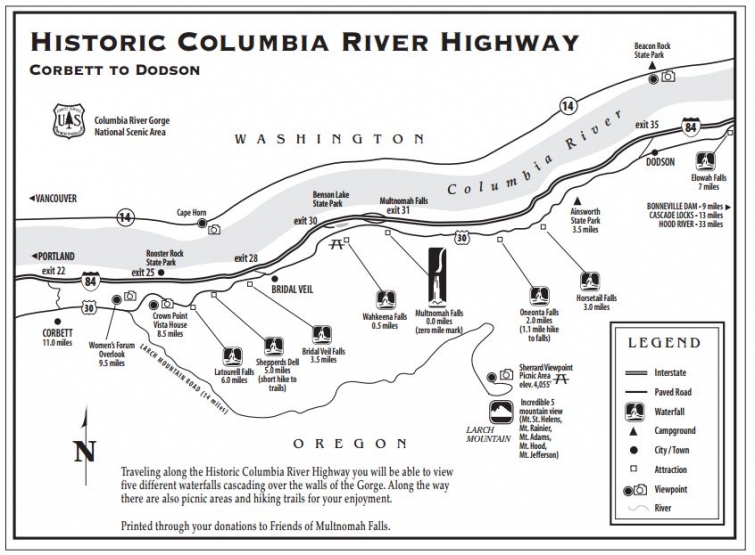 HISTORIC COLUMBIA RIVER HIGHWAY
CORBETT TO DODSON
UAS
Columbia River Gorge
National Scenic Area
WASHINGTON
Columbia River
Beacon Rock
State Park
14
exit 35
84
DODSON
Elowah Falls
7 miles
BONNEVILLE DAM • 9 miles
CASCADE LOCKS • 13 miles
HOOD RIVER • 33 miles
VANCOUVER
14
Cape Horn
Benson Lake
State Park
exit 30
Multnomah Falls
exit 31
30
Ainsworth
State Park
3.5 miles
PORTLAND
exit 22
84
Rooster Rock
State Park
exit 25
exit 28
BRIDAL VEIL
30
CORBETT
11.0 miles
Women's Forum
Overlook
9.5 miles
Crown Point
Vista House
8.5 miles
LARCH MOUNTAIN ROAD (14 miles)
Latourell Falls
6.0 miles
Shepperds Dell
5.0 miles
(short hike to
trails)
Bridal Veil Falls
3.5 miles
Wahkeena Falls
0.5 miles
Multnomah Falls
0.0 miles
(zero mile mark)
Oneonta Falls
2.0 miles
(1.1 mile hike
to falls)
Horsetail Falls
3.0 miles
Sherrard Viewpoint
Picnic Area
elev. 4,055'
LARCH
MOUNTAIN
Incredible 5
mountain view
(Mt. St. Helens,
Mt. Rainier,
Mt. Adams,
Mt. Hood,
Mt. Jefferson)
N
OREGON
Traveling along the Historic Columbia River Highway you will be able to view
five different waterfalls cascading over the walls of the Gorge. Along the way
there are also picnic areas and hiking trails for your enjoyment.
Printed through your donations to Friends of Multnomah Falls.
LEGEND
Interstate
Paved Road
Waterfall
Campground
City / Town
Attraction
Viewpoint
River